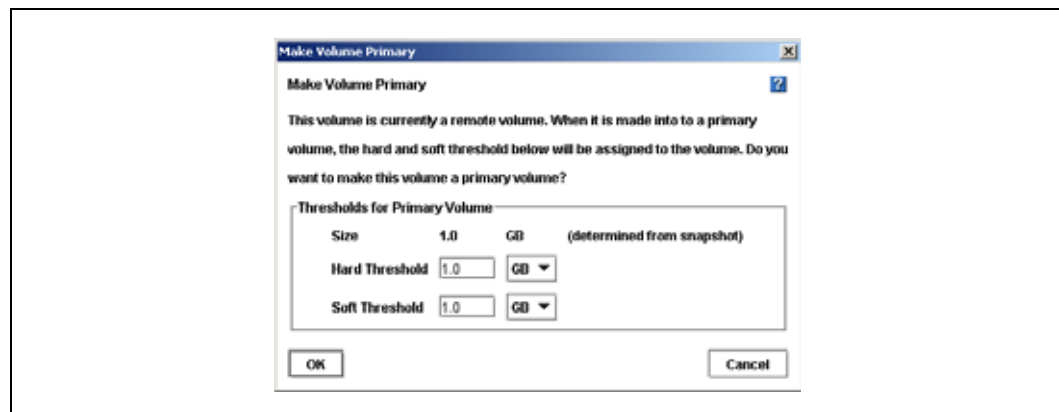 Make Volume Primary
Make Volume Primary
This volume is currently a remote volume. When it is made into to a primary
volume, the hard and soft threshold below will be assigned to the volume. Do you
want to make this volume a primary volume?
Thresholds for Primary Volume
Size 1.0 GB (determined from snapshot)
Hard Threshold 1.0 GB
Soft Threshold 1.0 GB
OK Cancel